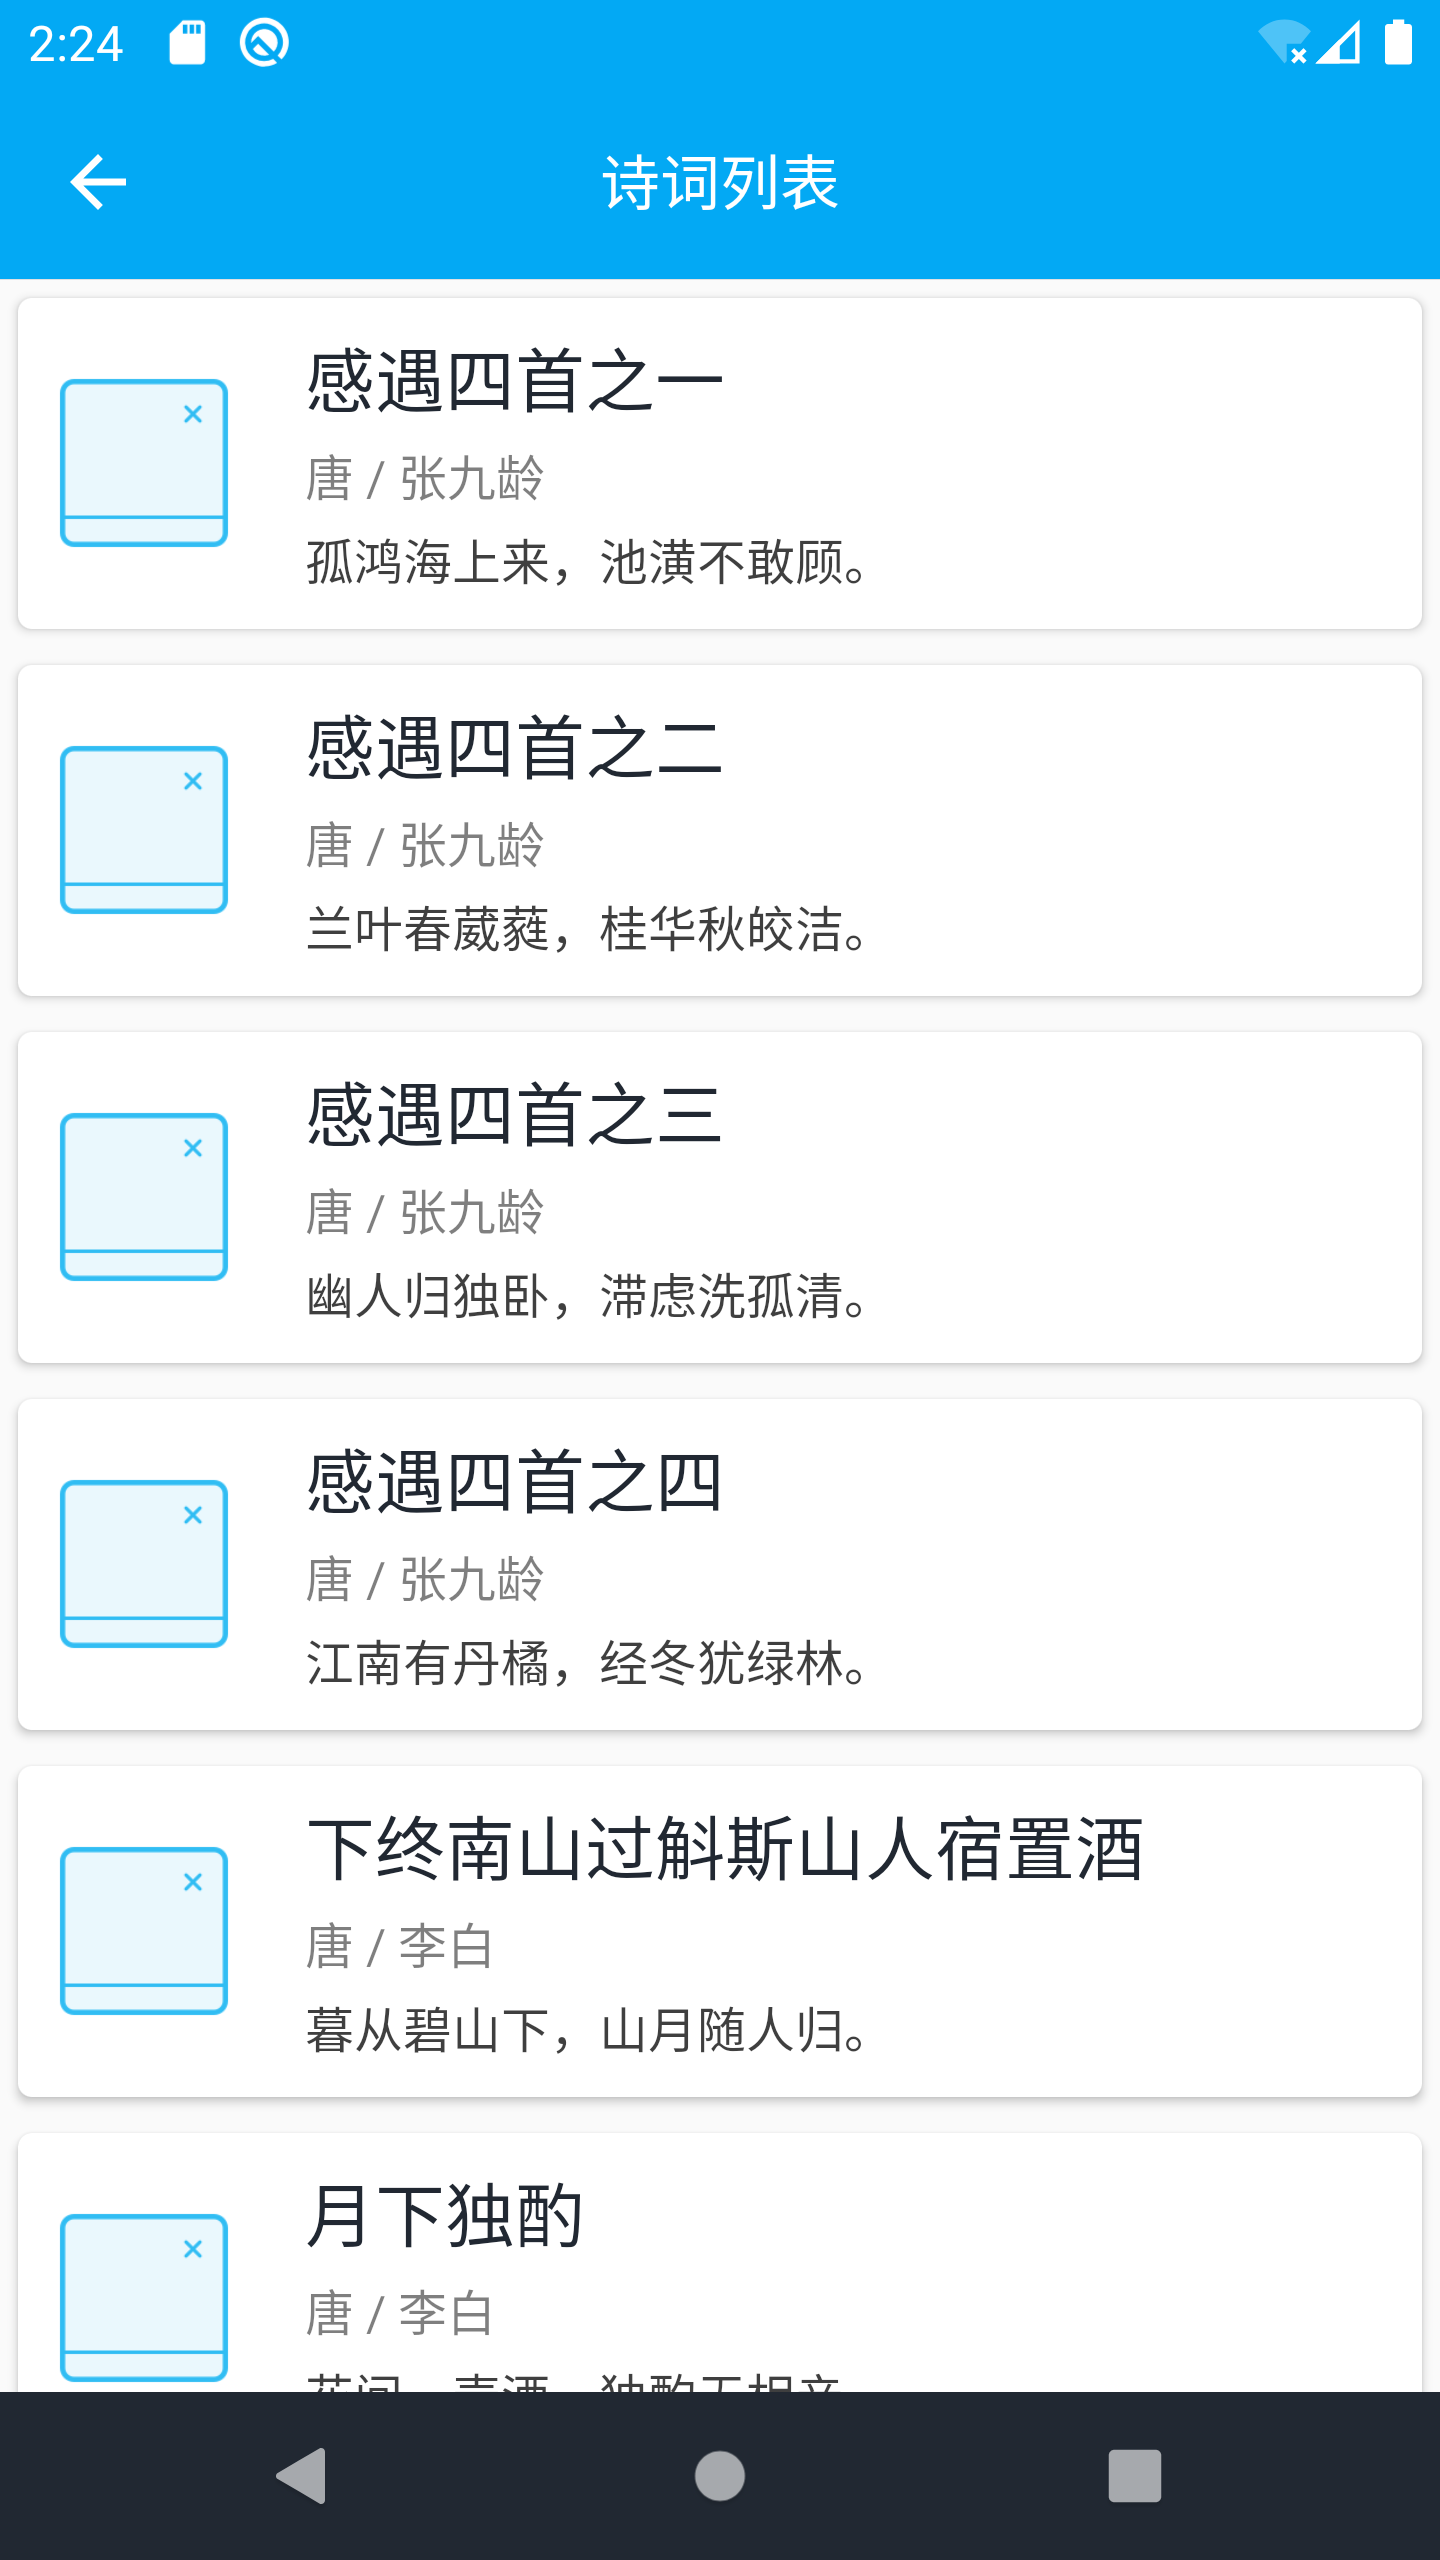 2:24
诗词列表
感遇四首之一
唐 / 张九龄
孤鸿海上来，池潢不敢顾。
感遇四首之二
唐 / 张九龄
兰叶春葳蕤，桂华秋皎洁。
感遇四首之三
唐 / 张九龄
幽人归独卧，滞虑洗孤清。
感遇四首之四
唐 / 张九龄
江南有丹橘，经冬犹绿林。
下终南山过斛斯山人宿置酒
唐 / 李白
暮从碧山下，山月随人归。
月下独酌
唐 / 李白